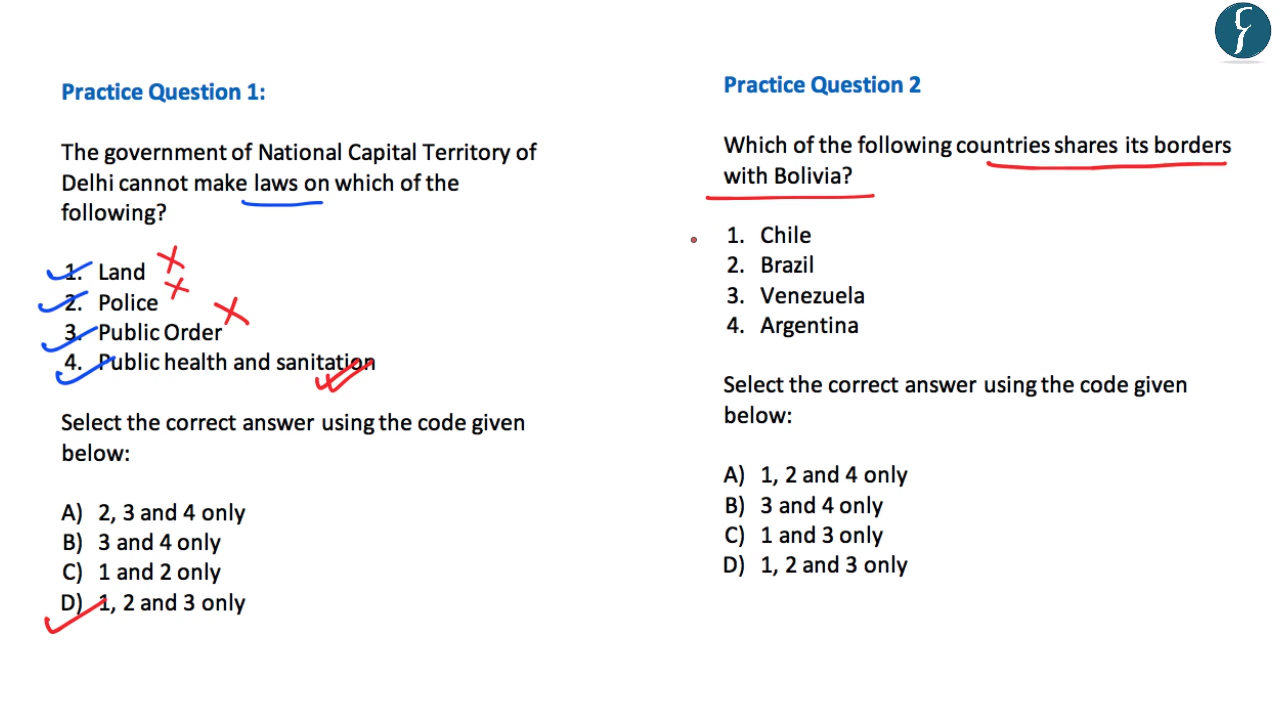 Practice Question 1:
The government of National Capital Territory of
Delhi cannot make laws on which of the
following?
1. Land
2. Police
3. Public Order
4. Public health and sanitation
Select the correct answer using the code given
below:
A) 2, 3 and 4 only
B) 3 and 4 only
C) 1 and 2 only
D) 1, 2 and 3 only
Practice Question 2
Which of the following countries shares its borders
with Bolivia?
1. Chile
2. Brazil
3. Venezuela
4. Argentina
Select the correct answer using the code given
below:
A) 1, 2 and 4 only
B) 3 and 4 only
C) 1 and 3 only
D) 1, 2 and 3 only